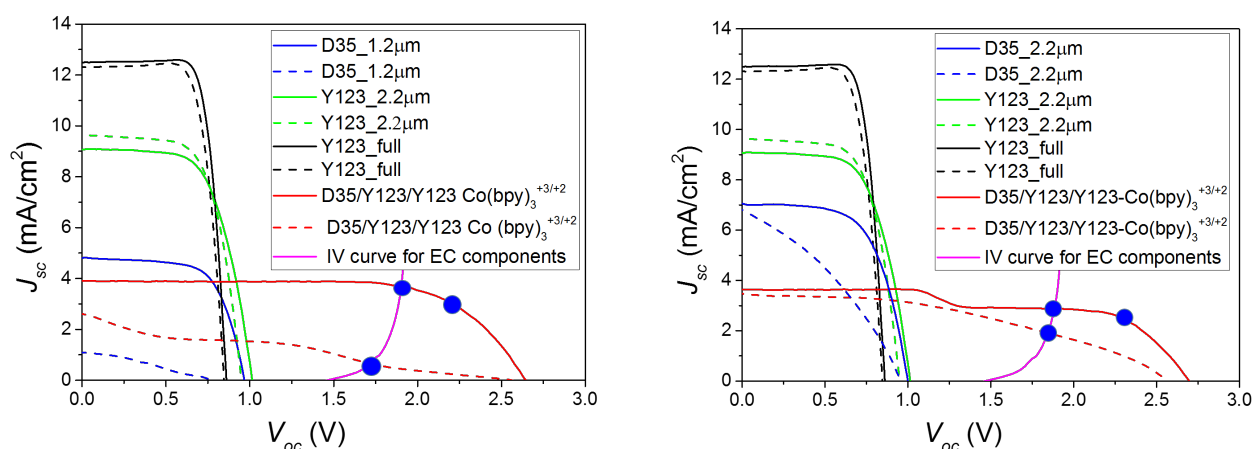 14
12
10
8
6
4
2
0
J_sc (mA/cm²)
D35_1.2μm
D35_1.2μm
Y123_2.2μm
Y123_2.2μm
Y123_full
Y123_full
D35/Y123/Y123 Co(bpy)₃⁺³/⁺²
D35/Y123/Y123 Co (bpy)₃⁺³/⁺²
IV curve for EC components
0.0 0.5 1.0 1.5 2.0 2.5 3.0
V_oc (V)
14
12
10
8
6
4
2
0
J_sc (mA/cm²)
D35_2.2μm
D35_2.2μm
Y123_2.2μm
Y123_2.2μm
Y123_full
Y123_full
D35/Y123/Y123-Co(bpy)₃⁺³/⁺²
D35/Y123/Y123-Co(bpy)₃⁺³/⁺²
IV curve for EC components
0.0 0.5 1.0 1.5 2.0 2.5 3.0
V_oc (V)